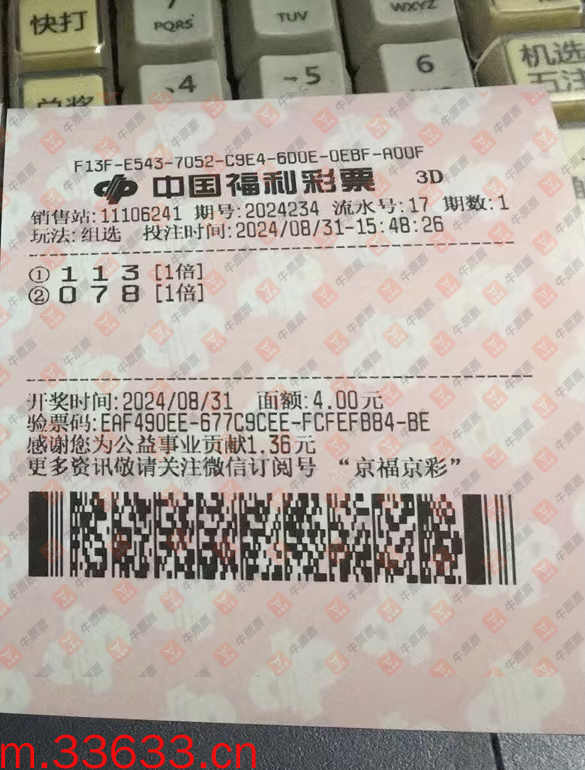 快打
7
PQRS
TUV
WXYZ
机选
4
5
6
F13F-E543-7052-C9E4-6D0E-0EBF-A00F
中国福利彩票 3D
销售站:11106241 期号:2024234 流水号:17 期数:1
玩法:组选 投注时间:2024/08/31-15:48:26
① 1 1 3 [1倍]
② 0 7 8 [1倍]
开奖时间:2024/08/31 面额:4.00元
验票码:EAF490EE-677C9CEE-FCFEFB84-BE
感谢您为公益事业贡献1.36元
更多资讯敬请关注微信订阅号 “京福京彩”
m.33633.cn